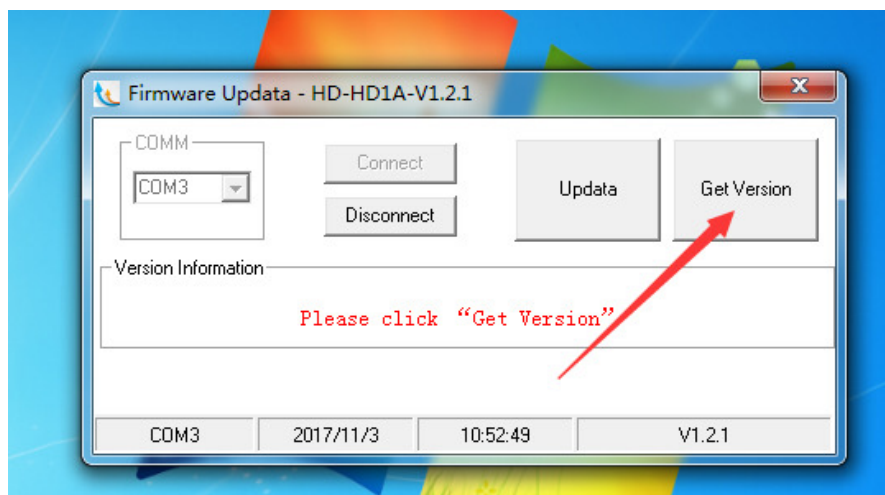 Firmware Updata - HD-HD1A-V1.2.1
COMM
COM3
Connect
Disconnect
Updata
Get Version
Version Information
Please click “Get Version”
COM3
2017/11/3
10:52:49
V1.2.1